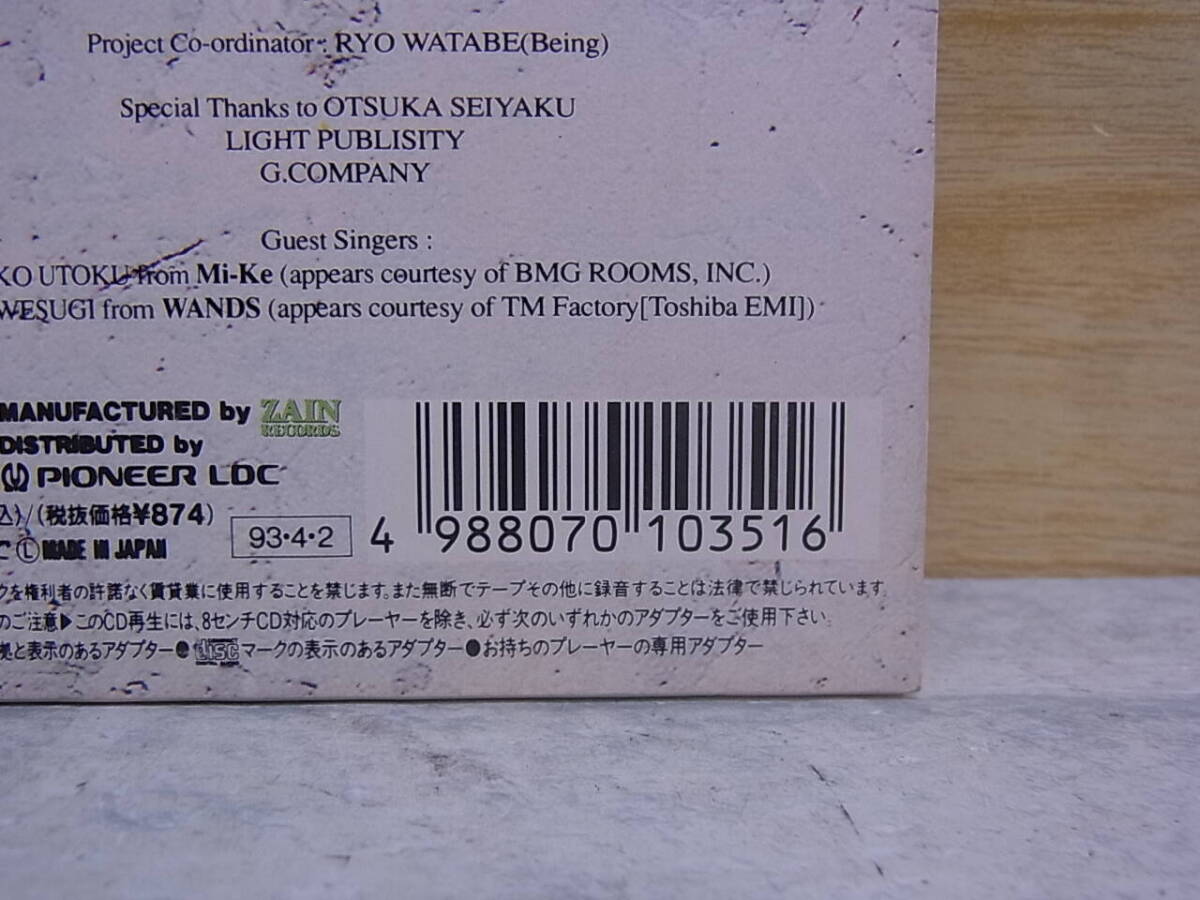 Project Co-ordinator : RYO WATABE(Being)
Special Thanks to OTSUKA SEIYAKU
LIGHT PUBLISITY
G.COMPANY
Guest Singers :
KO UTOKU from Mi-Ke (appears courtesy of BMG ROOMS, INC.)
WESUGI from WANDS (appears courtesy of TM Factory[Toshiba EMI])
MANUFACTURED by ZAIN RECORDS
DISTRIBUTED by
PIONEER LDC
込)/(税抜価格¥874)
93・4・2
4 988070 103516
C Ⓛ MADE IN JAPAN
クを権利者の許諾なく賃貸業に使用することを禁じます。また無断でテープその他に録音することは法律で禁じられています。
のご注意▶このCD再生には、8センチCD対応のプレーヤーを除き、必ず次のいずれかのアダプターをご使用下さい。
拠と表示のあるアダプター●disc マークの表示のあるアダプター●お持ちのプレーヤーの専用アダプター